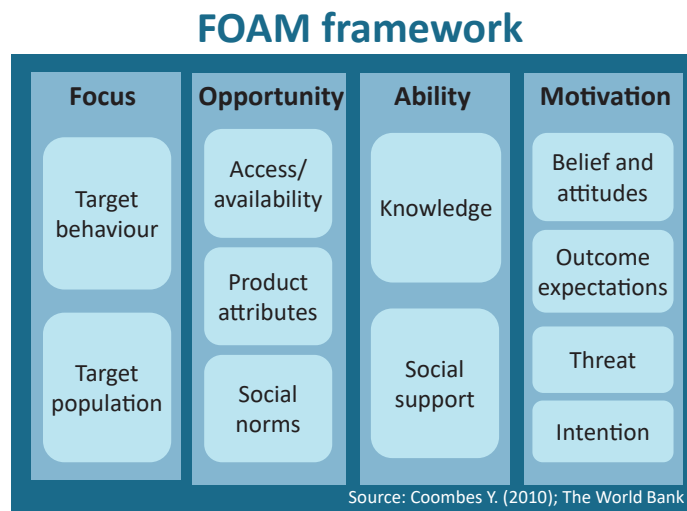 FOAM framework
Focus
Target
behaviour
Target
population
Opportunity
Access/
availability
Product
attributes
Social
norms
Ability
Knowledge
Social
support
Motivation
Belief and
attitudes
Outcome
expectations
Threat
Intention
Source: Coombes Y. (2010); The World Bank